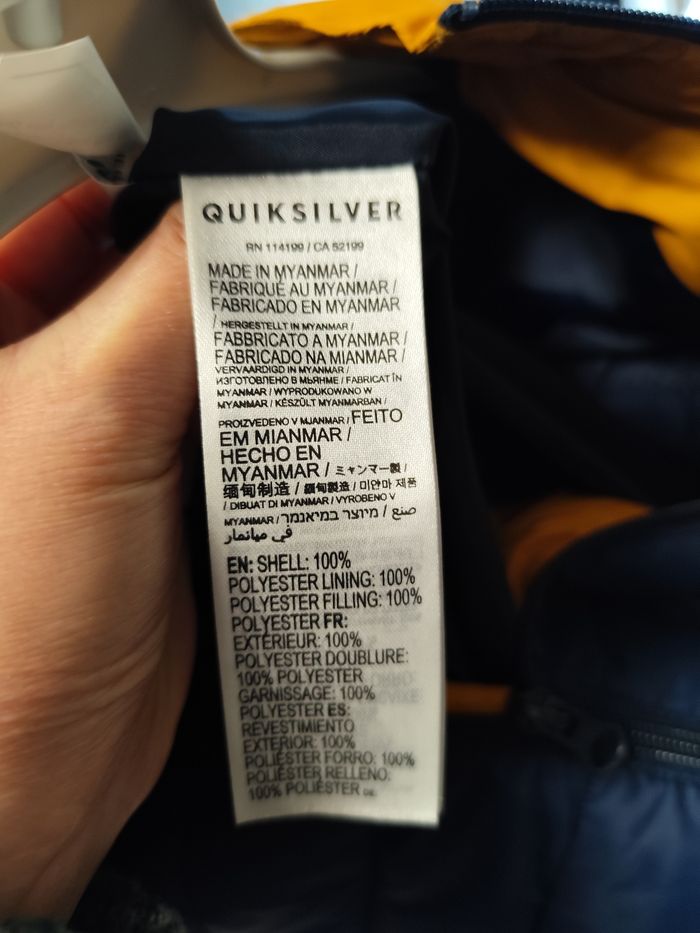 QUIKSILVER
RN 114199 / CA 52199
MADE IN MYANMAR /
FABRIQUÉ AU MYANMAR /
FABRICADO EN MYANMAR
/ HERGESTELLT IN MYANMAR /
FABBRICATO A MYANMAR /
FABRICADO NA MIANMAR /
VERVAARDIGD IN MYANMAR /
ИЗГОТОВЛЕНО В МЬЯНМЕ / FABRICAT ÎN
MYANMAR / WYPRODUKOWANO W
MYANMAR / KÉSZÜLT MYANMARBAN /
PROIZVEDENO V MJANMAR / FEITO
EM MIANMAR /
HECHO EN
MYANMAR / ミャンマー製 /
缅甸制造 / 緬甸製造 / 미얀마 제품
/ DIBUAT DI MYANMAR / VYROBENO V
MYANMAR / מיוצר במיאנמר / صنع
في ميانمار
EN: SHELL: 100%
POLYESTER LINING: 100%
POLYESTER FILLING: 100%
POLYESTER FR:
EXTÉRIEUR: 100%
POLYESTER DOUBLURE:
100% POLYESTER
GARNISSAGE: 100%
POLYESTER ES:
REVESTIMIENTO
EXTERIOR: 100%
POLIÉSTER FORRO: 100%
POLIÉSTER RELLENO:
100% POLIÉSTER